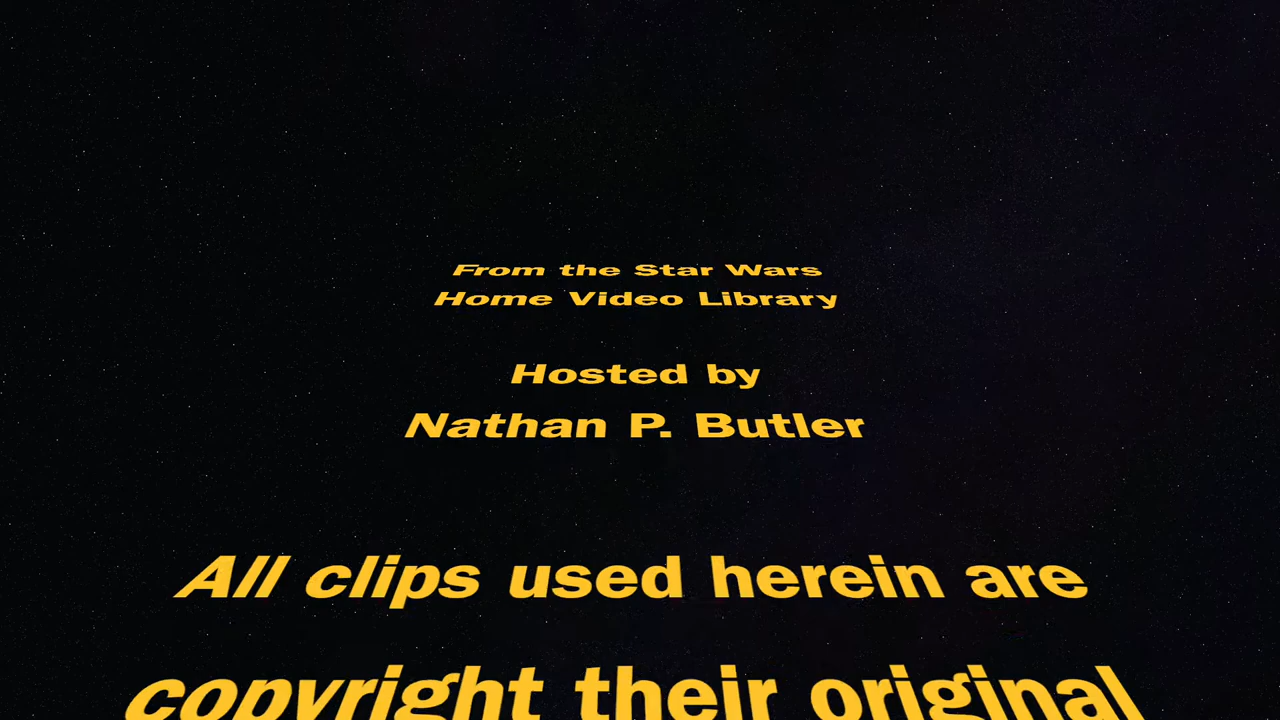 From the Star Wars
Home Video Library
Hosted by
Nathan P. Butler
All clips used herein are
copyright their original